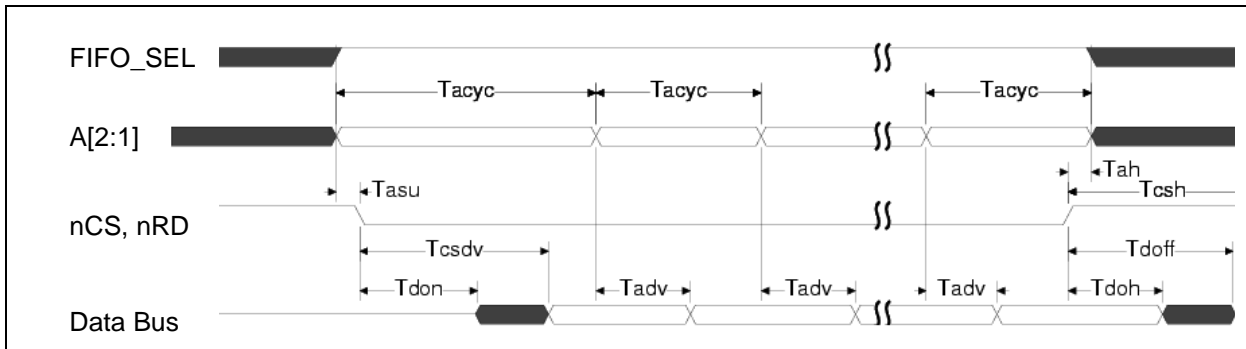 FIFO_SEL
Tacyc Tacyc Tacyc
A[2:1]
Tah
Tasu Tcsh
nCS, nRD
Tcsdv Tdoff
Tdon Tadv Tadv Tadv Tdoh
Data Bus